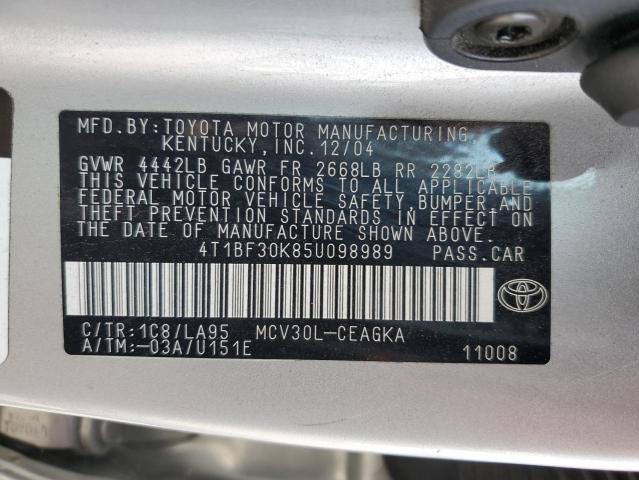 MFD.BY:TOYOTA MOTOR MANUFACTURING,
KENTUCKY,INC.12/04
GVWR 4442LB GAWR FR 2668LB RR 2282LB
THIS VEHICLE CONFORMS TO ALL APPLICABLE
FEDERAL MOTOR VEHICLE SAFETY,BUMPER,AND
THEFT PREVENTION STANDARDS IN EFFECT ON
THE DATE OF MANUFACTURE SHOWN ABOVE.
4T1BF30K85U098989 PASS.CAR
C/TR:1C8/LA95 MCV30L-CEAGKA
A/TM:-03A/U151E 11008